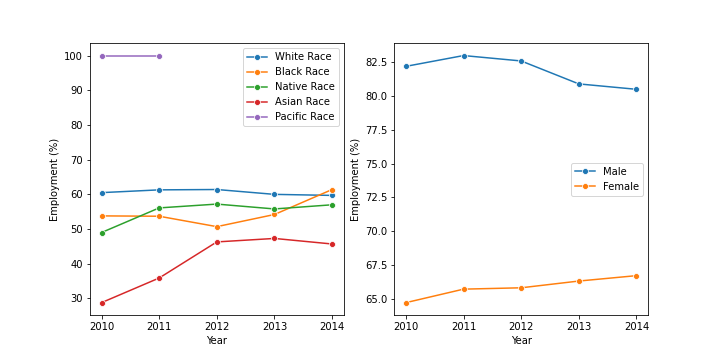 100
90
80
70
60
50
40
30
Employment (%)
2010 2011 2012 2013 2014
Year
White Race
Black Race
Native Race
Asian Race
Pacific Race
82.5
80.0
77.5
75.0
72.5
70.0
67.5
65.0
Employment (%)
2010 2011 2012 2013 2014
Year
Male
Female